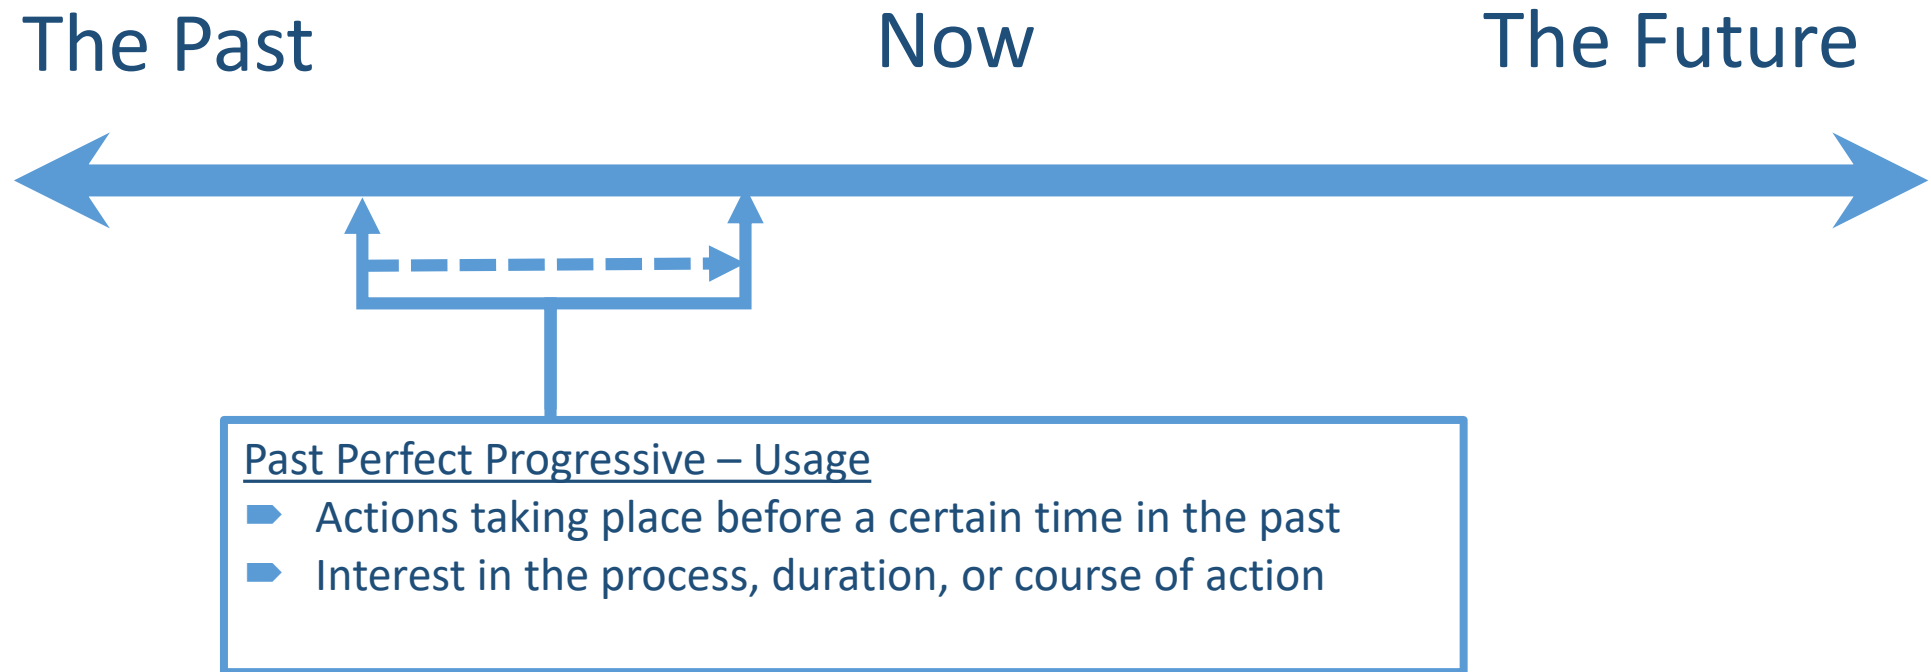 The Past
Now
The Future
Past Perfect Progressive – Usage
Actions taking place before a certain time in the past
Interest in the process, duration, or course of action